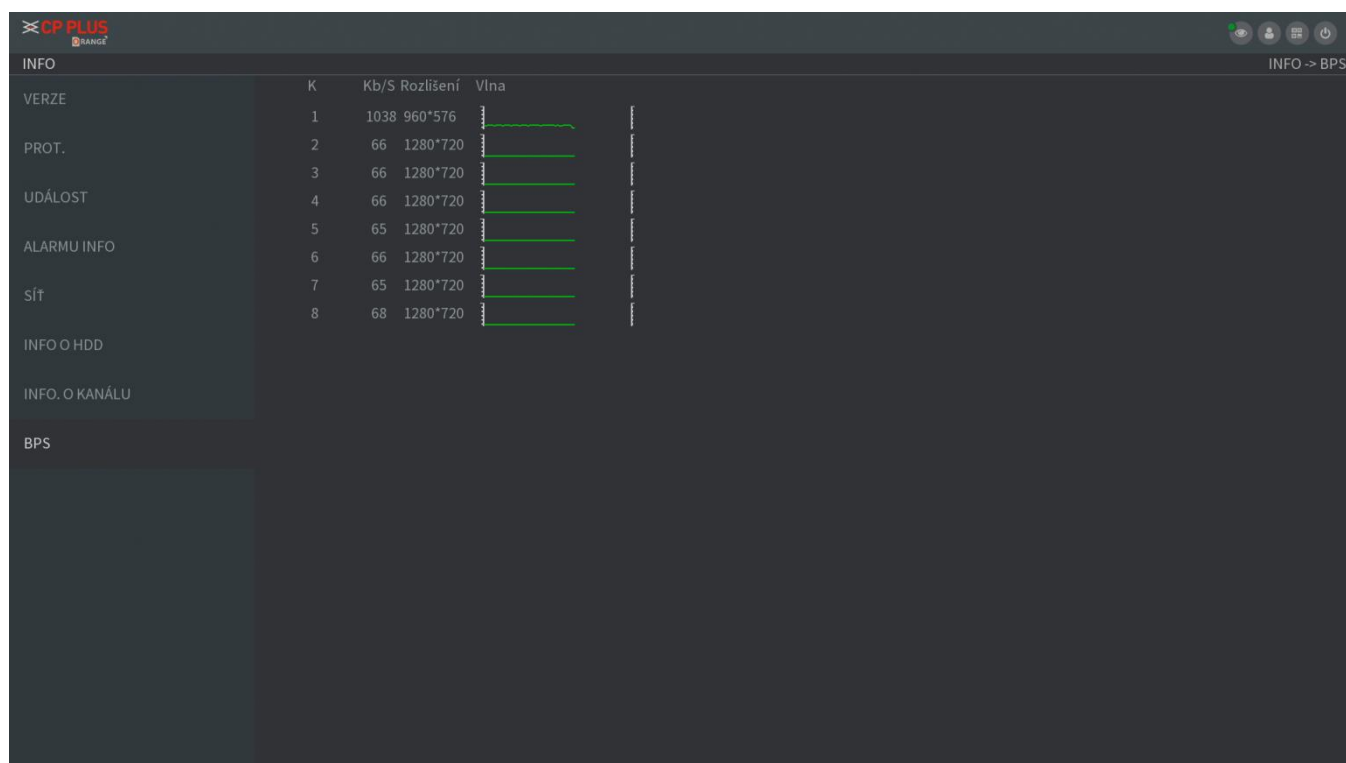 CP PLUS
ORANGE
INFO
INFO -> BPS
VERZE
PROT.
UDÁLOST
ALARMU INFO
SÍŤ
INFO O HDD
INFO. O KANÁLU
BPS
K Kb/S Rozlišení Vlna
1 1038 960*576
2 66 1280*720
3 66 1280*720
4 66 1280*720
5 65 1280*720
6 66 1280*720
7 65 1280*720
8 68 1280*720